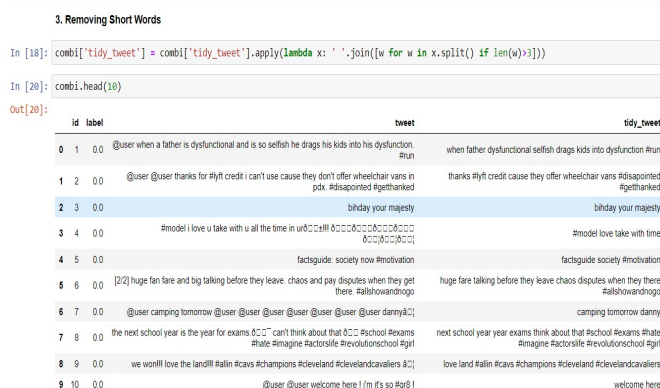 3. Removing Short Words
In [18]: combi['tidy_tweet'] = combi['tidy_tweet'].apply(lambda x: ' '.join([w for w in x.split() if len(w)>3]))
In [20]: combi.head(10)
Out[20]:
id label tweet tidy_tweet
0 1 0.0 @user when a father is dysfunctional and is so selfish he drags his kids into his dysfunction. when father dysfunctional selfish drags kids into dysfunction #run
#run
1 2 0.0 @user @user thanks for #lyft credit i can't use cause they don't offer wheelchair vans in thanks #lyft credit cause they offer wheelchair vans #disapointed
pdx. #disapointed #getthanked #getthanked
2 3 0.0 bihday your majesty bihday your majesty
3 4 0.0 #model i love u take with u all the time in #model love take with time
4 5 0.0 factsguide: society now #motivation factsguide society #motivation
5 6 0.0 [2/2] huge fan fare and big talking before they leave. chaos and pay disputes when they get huge fare talking before they leave chaos disputes when they there
there. #allshowandnogo #allshowandnogo
6 7 0.0 @user camping tomorrow @user @user @user @user @user @user @user camping tomorrow danny
7 8 0.0 the next school year is the year for exams. can't think about that #school #exams next school year year exams think about that #school #exams #hate
#hate #imagine #actorslife #revolutionschool #girl #imagine #actorslife #revolutionschool #girl
8 9 0.0 we won!!! love the land!!! #allin #cavs #champions #cleveland #clevelandcavaliers love land #allin #cavs #champions #cleveland #clevelandcavaliers
9 10 0.0 @user @user welcome here ! i'm it's so #gr8 ! welcome here